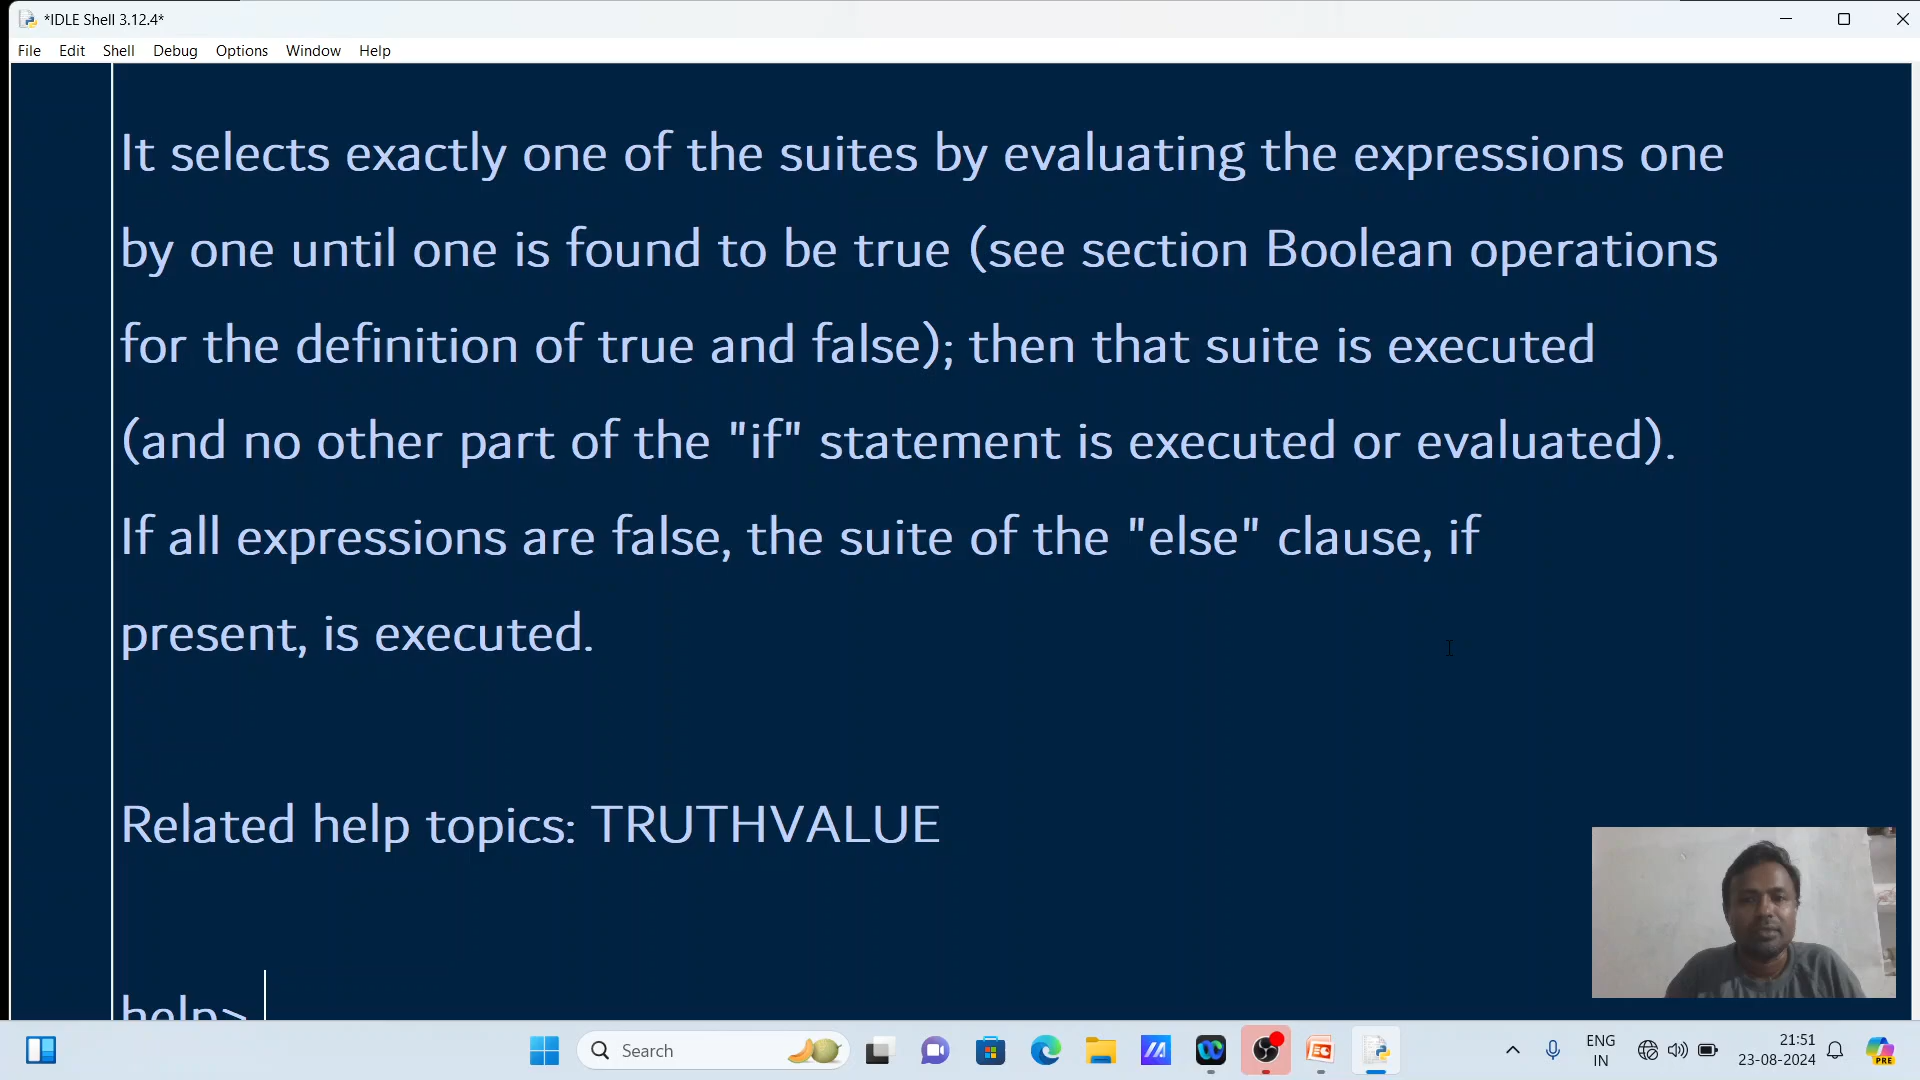 *IDLE Shell 3.12.4*
File Edit Shell Debug Options Window Help
It selects exactly one of the suites by evaluating the expressions one
by one until one is found to be true (see section Boolean operations
for the definition of true and false); then that suite is executed
(and no other part of the "if" statement is executed or evaluated).
If all expressions are false, the suite of the "else" clause, if
present, is executed.
Related help topics: TRUTHVALUE
help>
Search
ENG
IN
21:51
23-08-2024
PRE